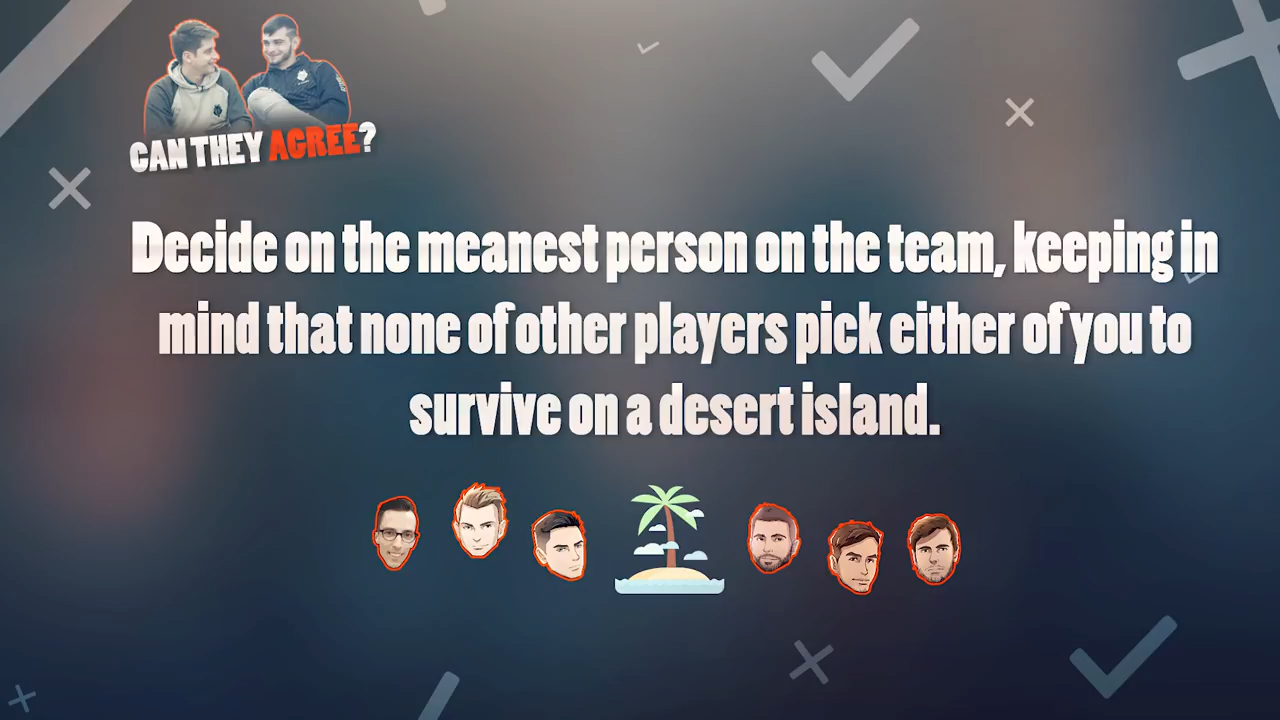 CAN THEY AGREE?
Decide on the meanest person on the team, keeping in
mind that none of other players pick either of you to
survive on a desert island.